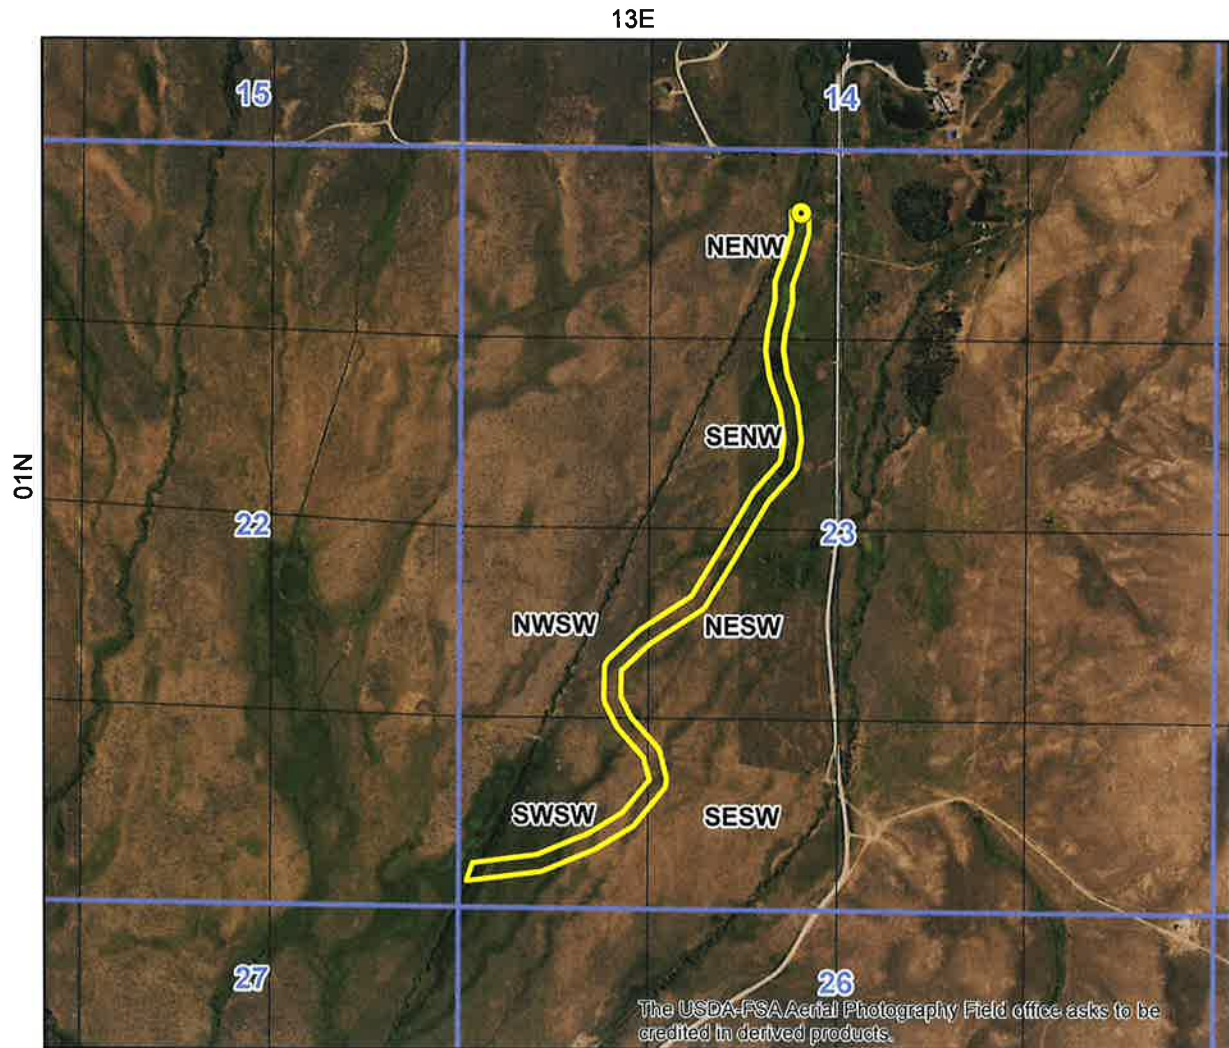 13E
15
14
NENW
SENW
01N
22
23
NWSW
NESW
SWSW
SESW
27
26
The USDA-FSA Aerial Photography Field office asks to be
credited in derived products.